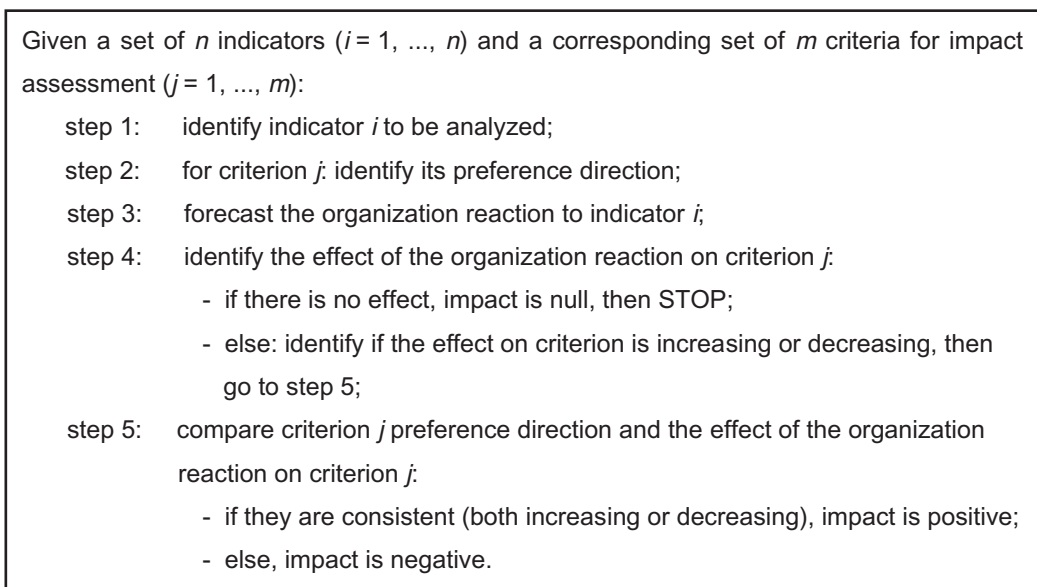 Given a set of n indicators (i = 1, ..., n) and a corresponding set of m criteria for impact
assessment (j = 1, ..., m):
step 1: identify indicator i to be analyzed;
step 2: for criterion j: identify its preference direction;
step 3: forecast the organization reaction to indicator i;
step 4: identify the effect of the organization reaction on criterion j:
- if there is no effect, impact is null, then STOP;
- else: identify if the effect on criterion is increasing or decreasing, then
go to step 5;
step 5: compare criterion j preference direction and the effect of the organization
reaction on criterion j:
- if they are consistent (both increasing or decreasing), impact is positive;
- else, impact is negative.